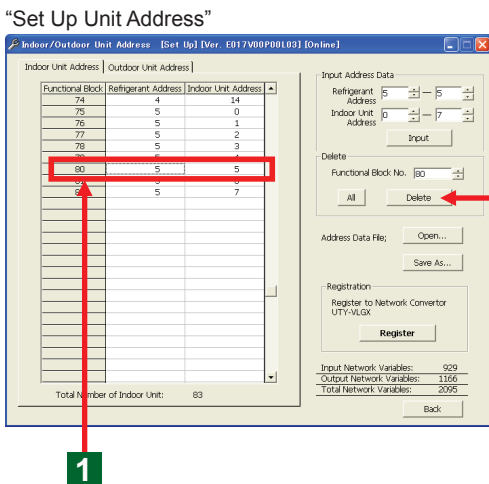 “Set Up Unit Address”
Indoor/Outdoor Unit Address [Set Up] [Ver. E017V00P00L03] [Online]
Indoor Unit Address Outdoor Unit Address
Functional Block Refrigerant Address Indoor Unit Address
74 4 14
75 5 0
76 5 1
77 5 2
78 5 3
80 5 5
5
5 7
Total Number of Indoor Unit: 83
Input Address Data
Refrigerant Address 5 — 5
Indoor Unit Address 0 — 7
Input
Delete
Functional Block No. 80
All Delete
Address Data File; Open...
Save As...
Registration
Register to Network Convertor
UTY-VLGX
Register
Input Network Variables: 929
Output Network Variables: 1166
Total Network Variables: 2095
Back
1